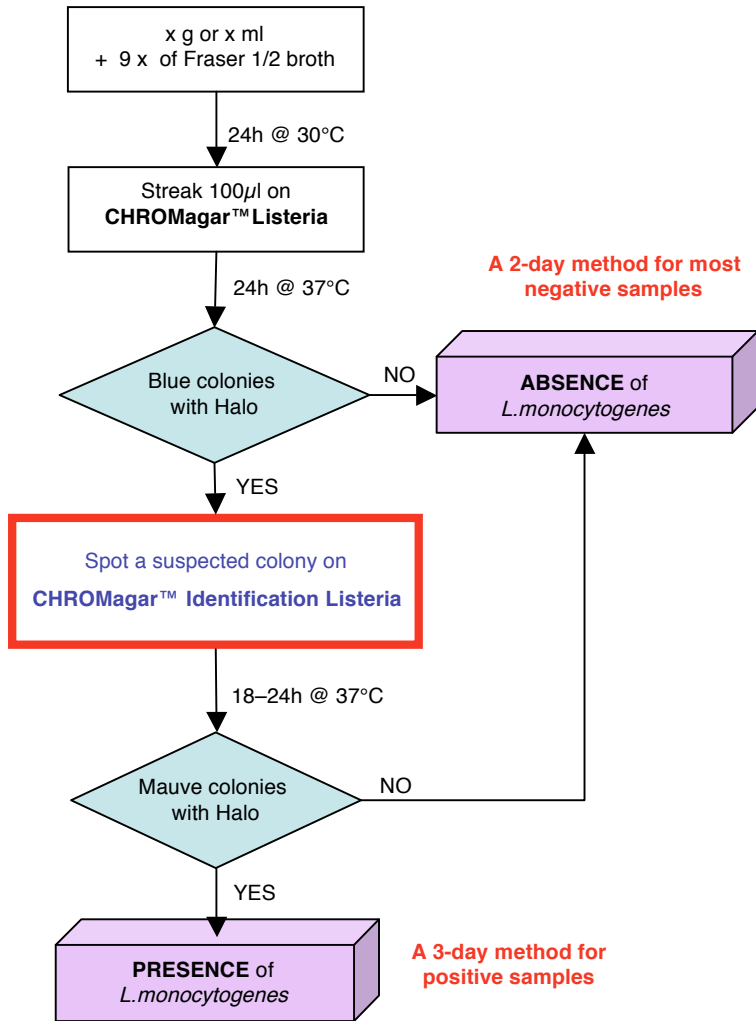 x g or x ml
+ 9 x of Fraser 1/2 broth
24h @ 30°C
Streak 100µl on
CHROMagar™ Listeria
24h @ 37°C
A 2-day method for most
negative samples
Blue colonies
with Halo
NO
ABSENCE of
L.monocytogenes
YES
Spot a suspected colony on
CHROMagar™ Identification Listeria
18–24h @ 37°C
Mauve colonies
with Halo
NO
YES
PRESENCE of
L.monocytogenes
A 3-day method for
positive samples